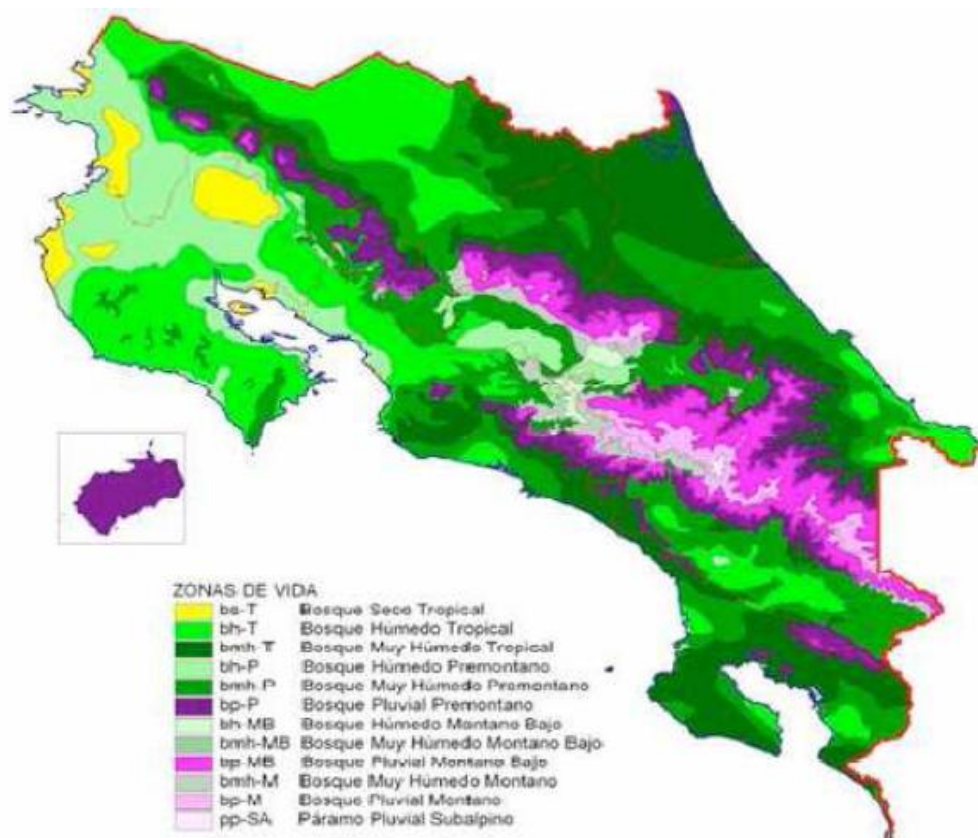 ZONAS DE VIDA
bs-T Bosque Seco Tropical
bh-T Bosque Húmedo Tropical
bmh-T Bosque Muy Húmedo Tropical
bh-P Bosque Húmedo Premontano
bmh-P Bosque Muy Húmedo Premontano
bp-P Bosque Pluvial Premontano
bh-MB Bosque Húmedo Montano Bajo
bmh-MB Bosque Muy Húmedo Montano Bajo
bp-MB Bosque Pluvial Montano Bajo
bmh-M Bosque Muy Húmedo Montano
bp-M Bosque Pluvial Montano
pp-SA Páramo Pluvial Subalpino